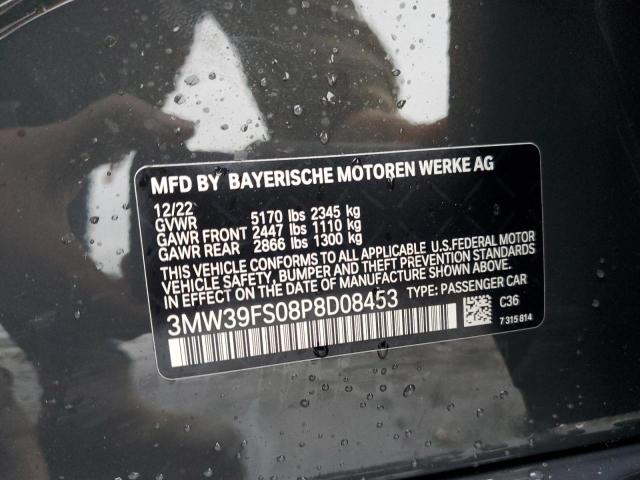 MFD BY BAYERISCHE MOTOREN WERKE AG
12/22
GVWR 5170 lbs 2345 kg
GAWR FRONT 2447 lbs 1110 kg
GAWR REAR 2866 lbs 1300 kg
THIS VEHICLE CONFORMS TO ALL APPLICABLE U.S.FEDERAL MOTOR
VEHICLE SAFETY, BUMPER AND THEFT PREVENTION STANDARDS
IN EFFECT ON THE DATE OF MANUFACTURE SHOWN ABOVE.
3MW39FS08P8D08453 TYPE: PASSENGER CAR
C36
7 315 814